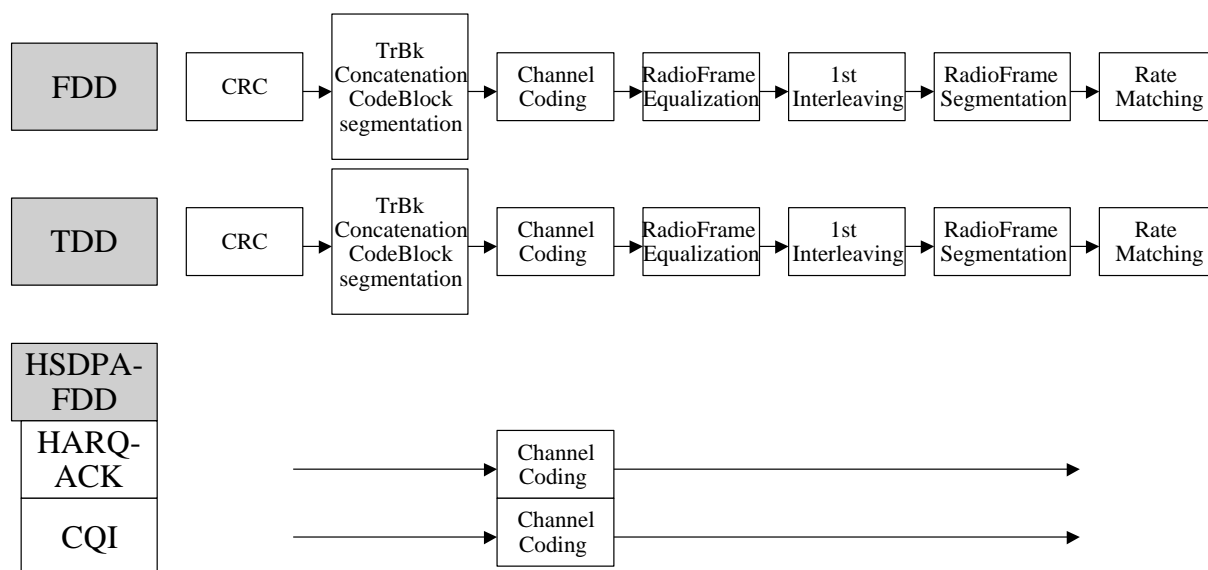 FDD
CRC
TrBk
Concatenation
CodeBlock
segmentation
Channel
Coding
RadioFrame
Equalization
1st
Interleaving
RadioFrame
Segmentation
Rate
Matching
TDD
CRC
TrBk
Concatenation
CodeBlock
segmentation
Channel
Coding
RadioFrame
Equalization
1st
Interleaving
RadioFrame
Segmentation
Rate
Matching
HSDPA-
FDD
HARQ-
ACK
Channel
Coding
CQI
Channel
Coding